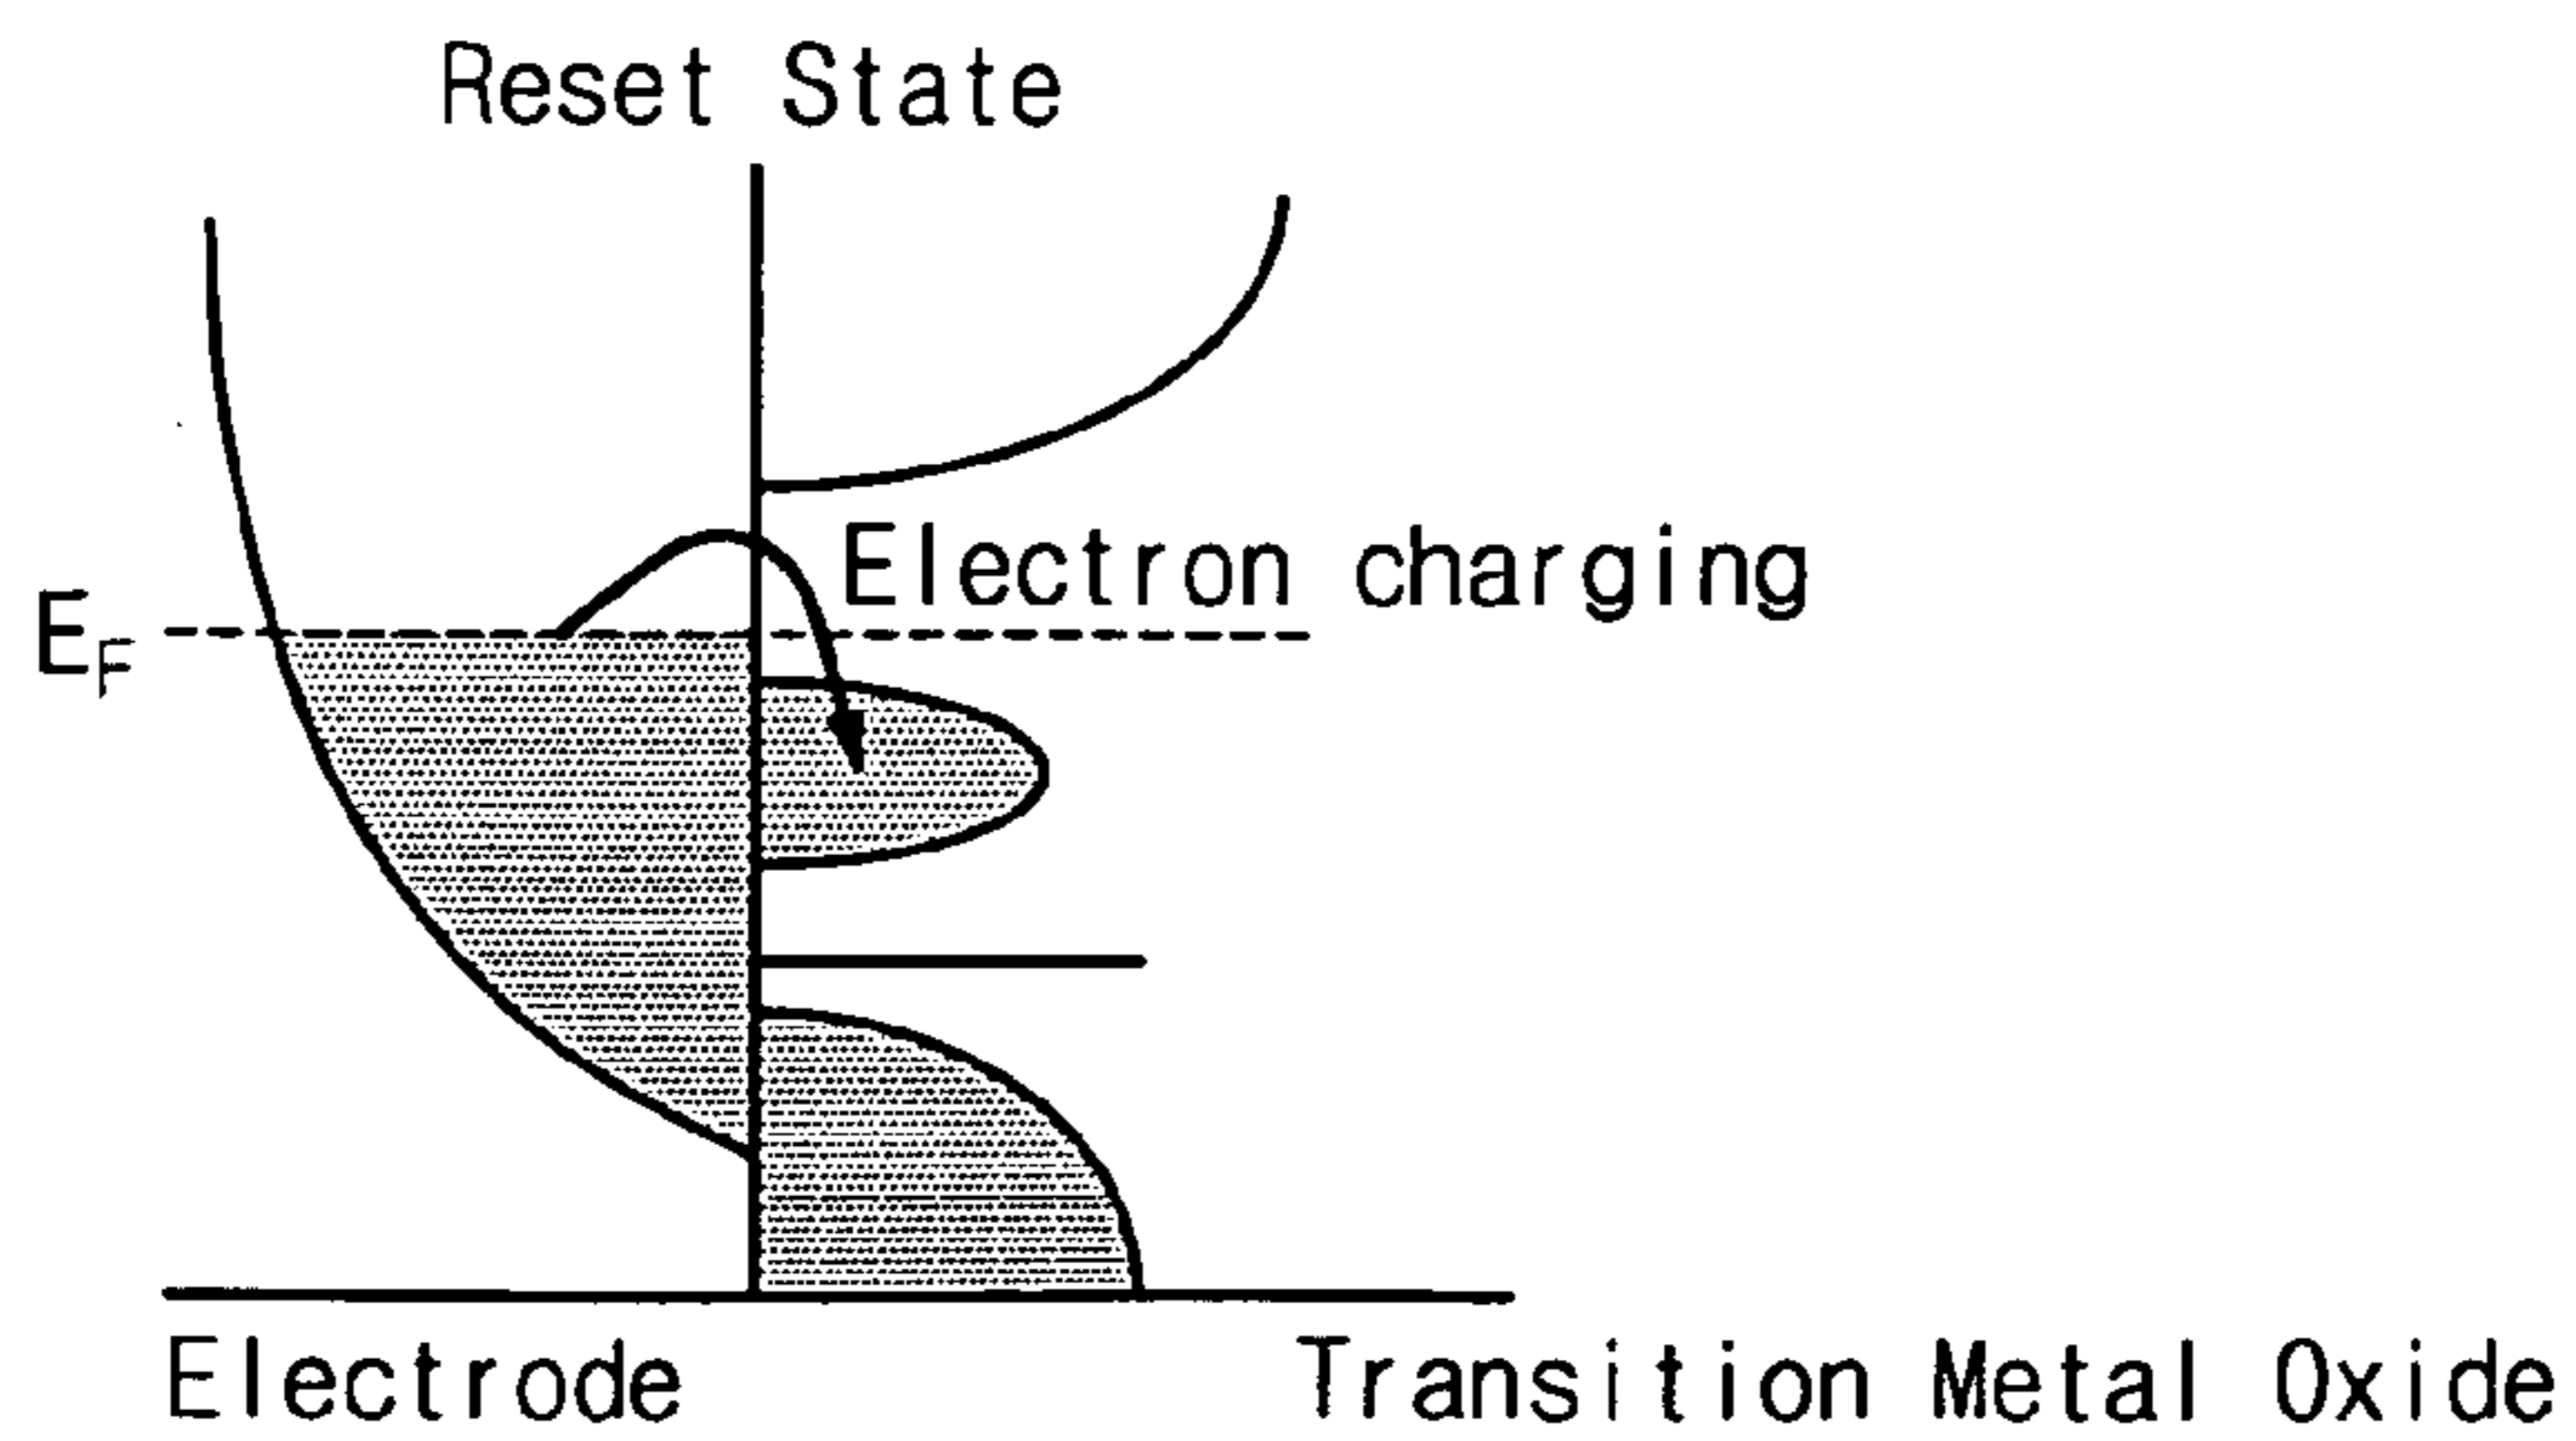 Reset State
Electron charging
E_F
Electrode
Transition Metal Oxide